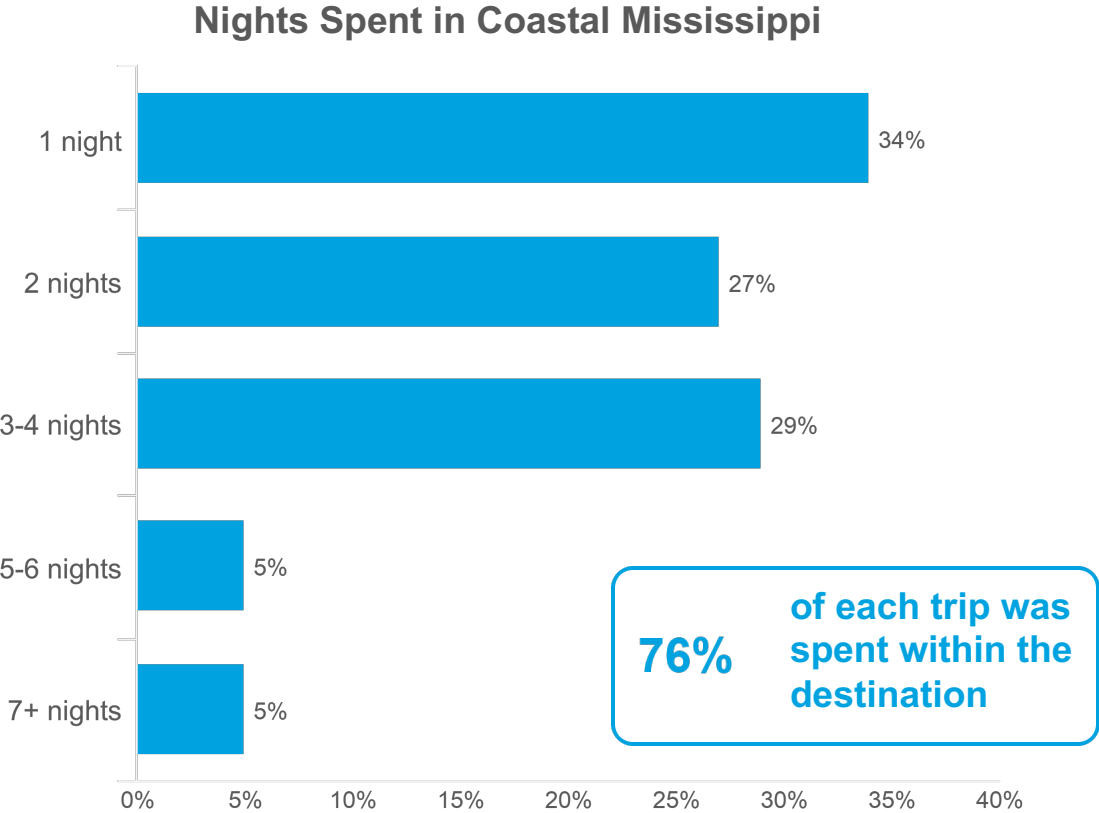 Nights Spent in Coastal Mississippi
1 night
34%
2 nights
27%
3-4 nights
29%
5-6 nights
5%
7+ nights
5%
76%
of each trip was
spent within the
destination
0% 5% 10% 15% 20% 25% 30% 35% 40%